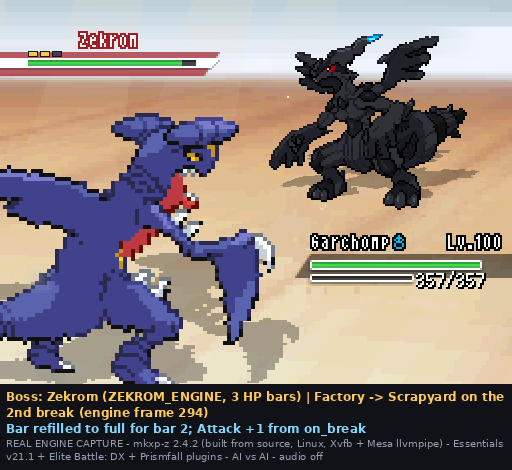 Zekrom
Garchomp Lv.100
357/357
Boss: Zekrom (ZEKROM_ENGINE, 3 HP bars) | Factory -> Scrapyard on the
2nd break (engine frame 294)
Bar refilled to full for bar 2; Attack +1 from on_break
REAL ENGINE CAPTURE - mkxp-z 2.4.2 (built from source, Linux, Xvfb + Mesa llvmpipe) - Essentials
v21.1 + Elite Battle: DX + Prismfall plugins - AI vs AI - audio off